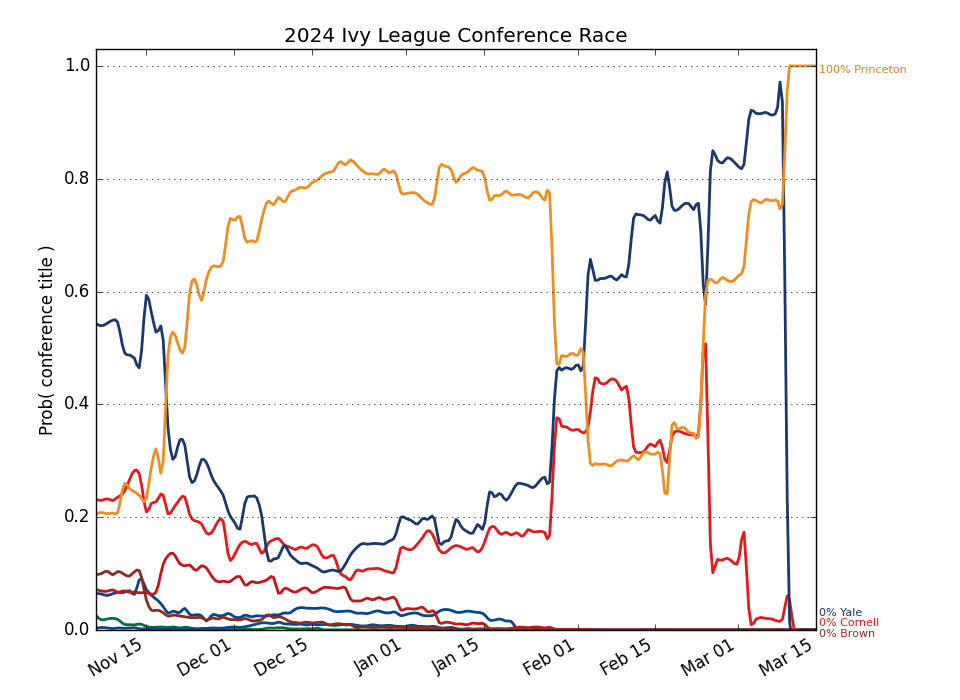 2024 Ivy League Conference Race
Prob( conference title )
1.0
0.8
0.6
0.4
0.2
0.0
100% Princeton
0% Yale
0% Cornell
0% Brown
Nov 15
Dec 01
Dec 15
Jan 01
Jan 15
Feb 01
Feb 15
Mar 01
Mar 15